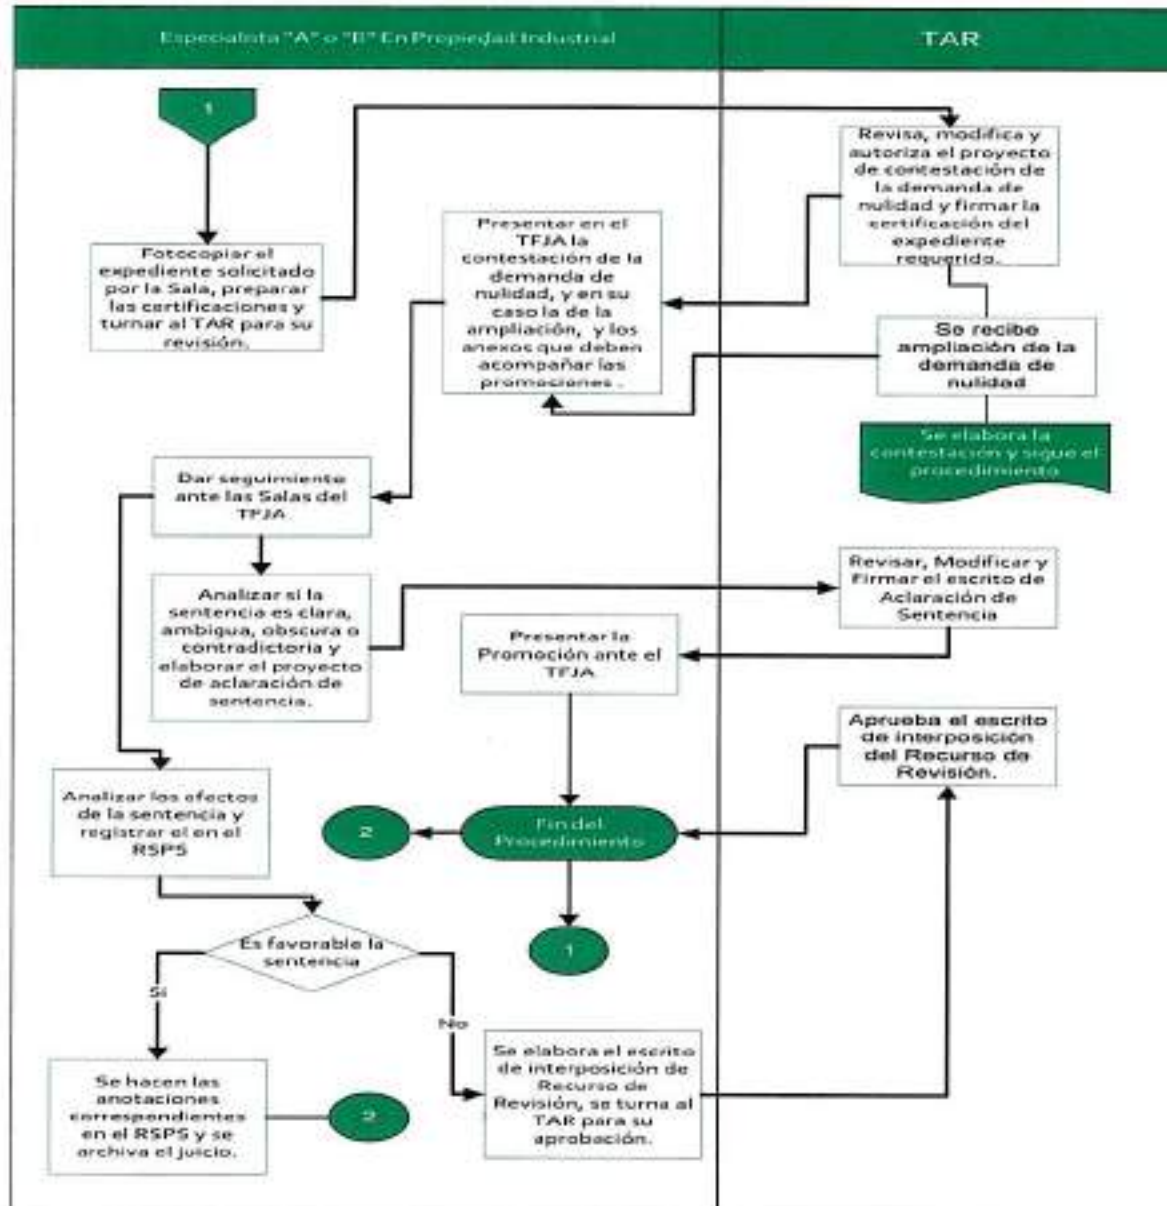 Especialista "A" o "B" En Propiedad Industrial
TAR
1
Revisa, modifica y
autoriza el proyecto
de contestación de
la demanda de
nulidad y firmar la
certificación del
expediente
requerido.
Presentar en el
TFJA la
contestación de la
demanda de
nulidad, y en su
caso la de la
ampliación, y los
anexos que deben
acompañar las
promociones.
Fotocopiar el
expediente solicitado
por la Sala, preparar
las certificaciones y
turnar al TAR para su
revisión.
Se recibe
ampliación de la
demanda de
nulidad
Se elabora la
contestación y sigue el
procedimiento
Dar seguimiento
ante las Salas del
TFJA
Analizar si la
sentencia es clara,
ambigua, obscura o
contradictoria y
elaborar el proyecto
de aclaración de
sentencia.
Revisar, Modificar y
Firmar el escrito de
Aclaración de
Sentencia
Presentar la
Promoción ante el
TFJA
Aprueba el escrito
de interposición
del Recurso de
Revisión.
Analizar los efectos
de la sentencia y
registrar el en el
RSPS
2
Fin del
Procedimiento
1
Es favorable la
sentencia
Si
No
Se hacen las
anotaciones
correspondientes
en el RSPS y se
archiva el juicio.
2
Se elabora el escrito
de interposición de
Recurso de
Revisión, se turna al
TAR para su
aprobación.